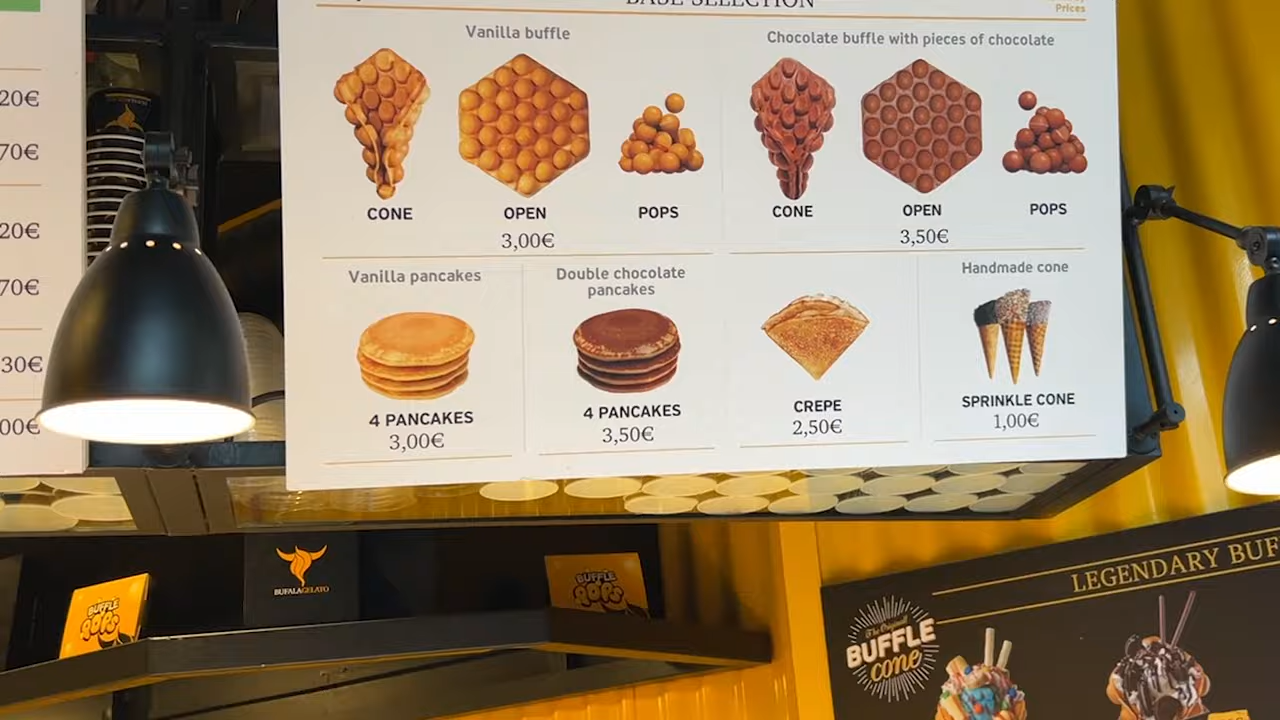 BASE SELECTION
Prices
Vanilla buffle
Chocolate buffle with pieces of chocolate
CONE
OPEN
POPS
3,00€
CONE
OPEN
POPS
3,50€
Vanilla pancakes
4 PANCAKES
3,00€
Double chocolate
pancakes
4 PANCAKES
3,50€
CREPE
2,50€
Handmade cone
SPRINKLE CONE
1,00€
20€
70€
20€
70€
30€
00€
BUFFLE
POPS
BUFALAGELATO
BUFFLE
POPS
LEGENDARY BUF
The Original
BUFFLE
cone